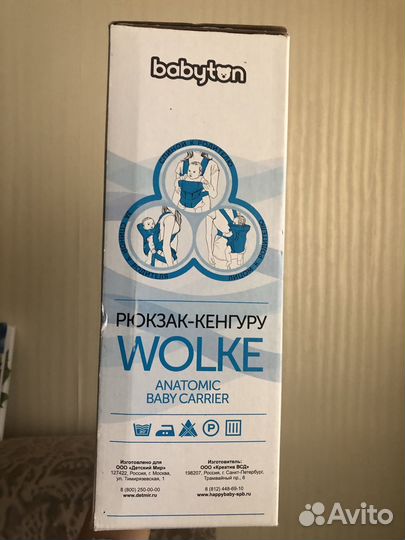 babyton
СПИНОЙ К РОДИТЕЛЮ
РЮКЗАК-КЕНГУРУ
WOLKE
ANATOMIC
BABY CARRIER
P
Изготовлено для
ООО «Детский Мир»
127422, Россия, г. Москва,
ул. Тимирязевская, 1
8 (800) 250-00-00
www.detmir.ru
Изготовитель:
ООО «Креатив ВСД»
198207, Россия, г. Санкт-Петербург,
Трамвайный пр., 6
8 (812) 448-69-10
www.happybaby-spb.ru
Avito